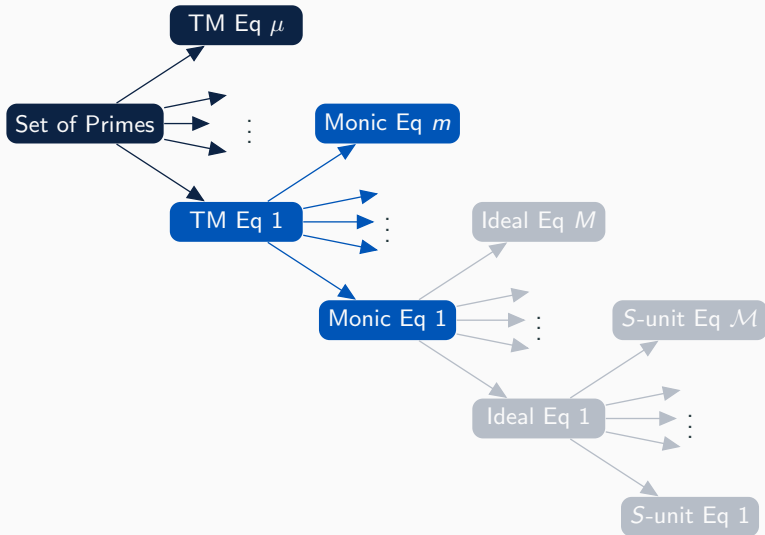 TM Eq μ
Set of Primes
⋮
Monic Eq m
TM Eq 1
⋮
Ideal Eq M
Monic Eq 1
⋮
S-unit Eq ℳ
Ideal Eq 1
⋮
S-unit Eq 1